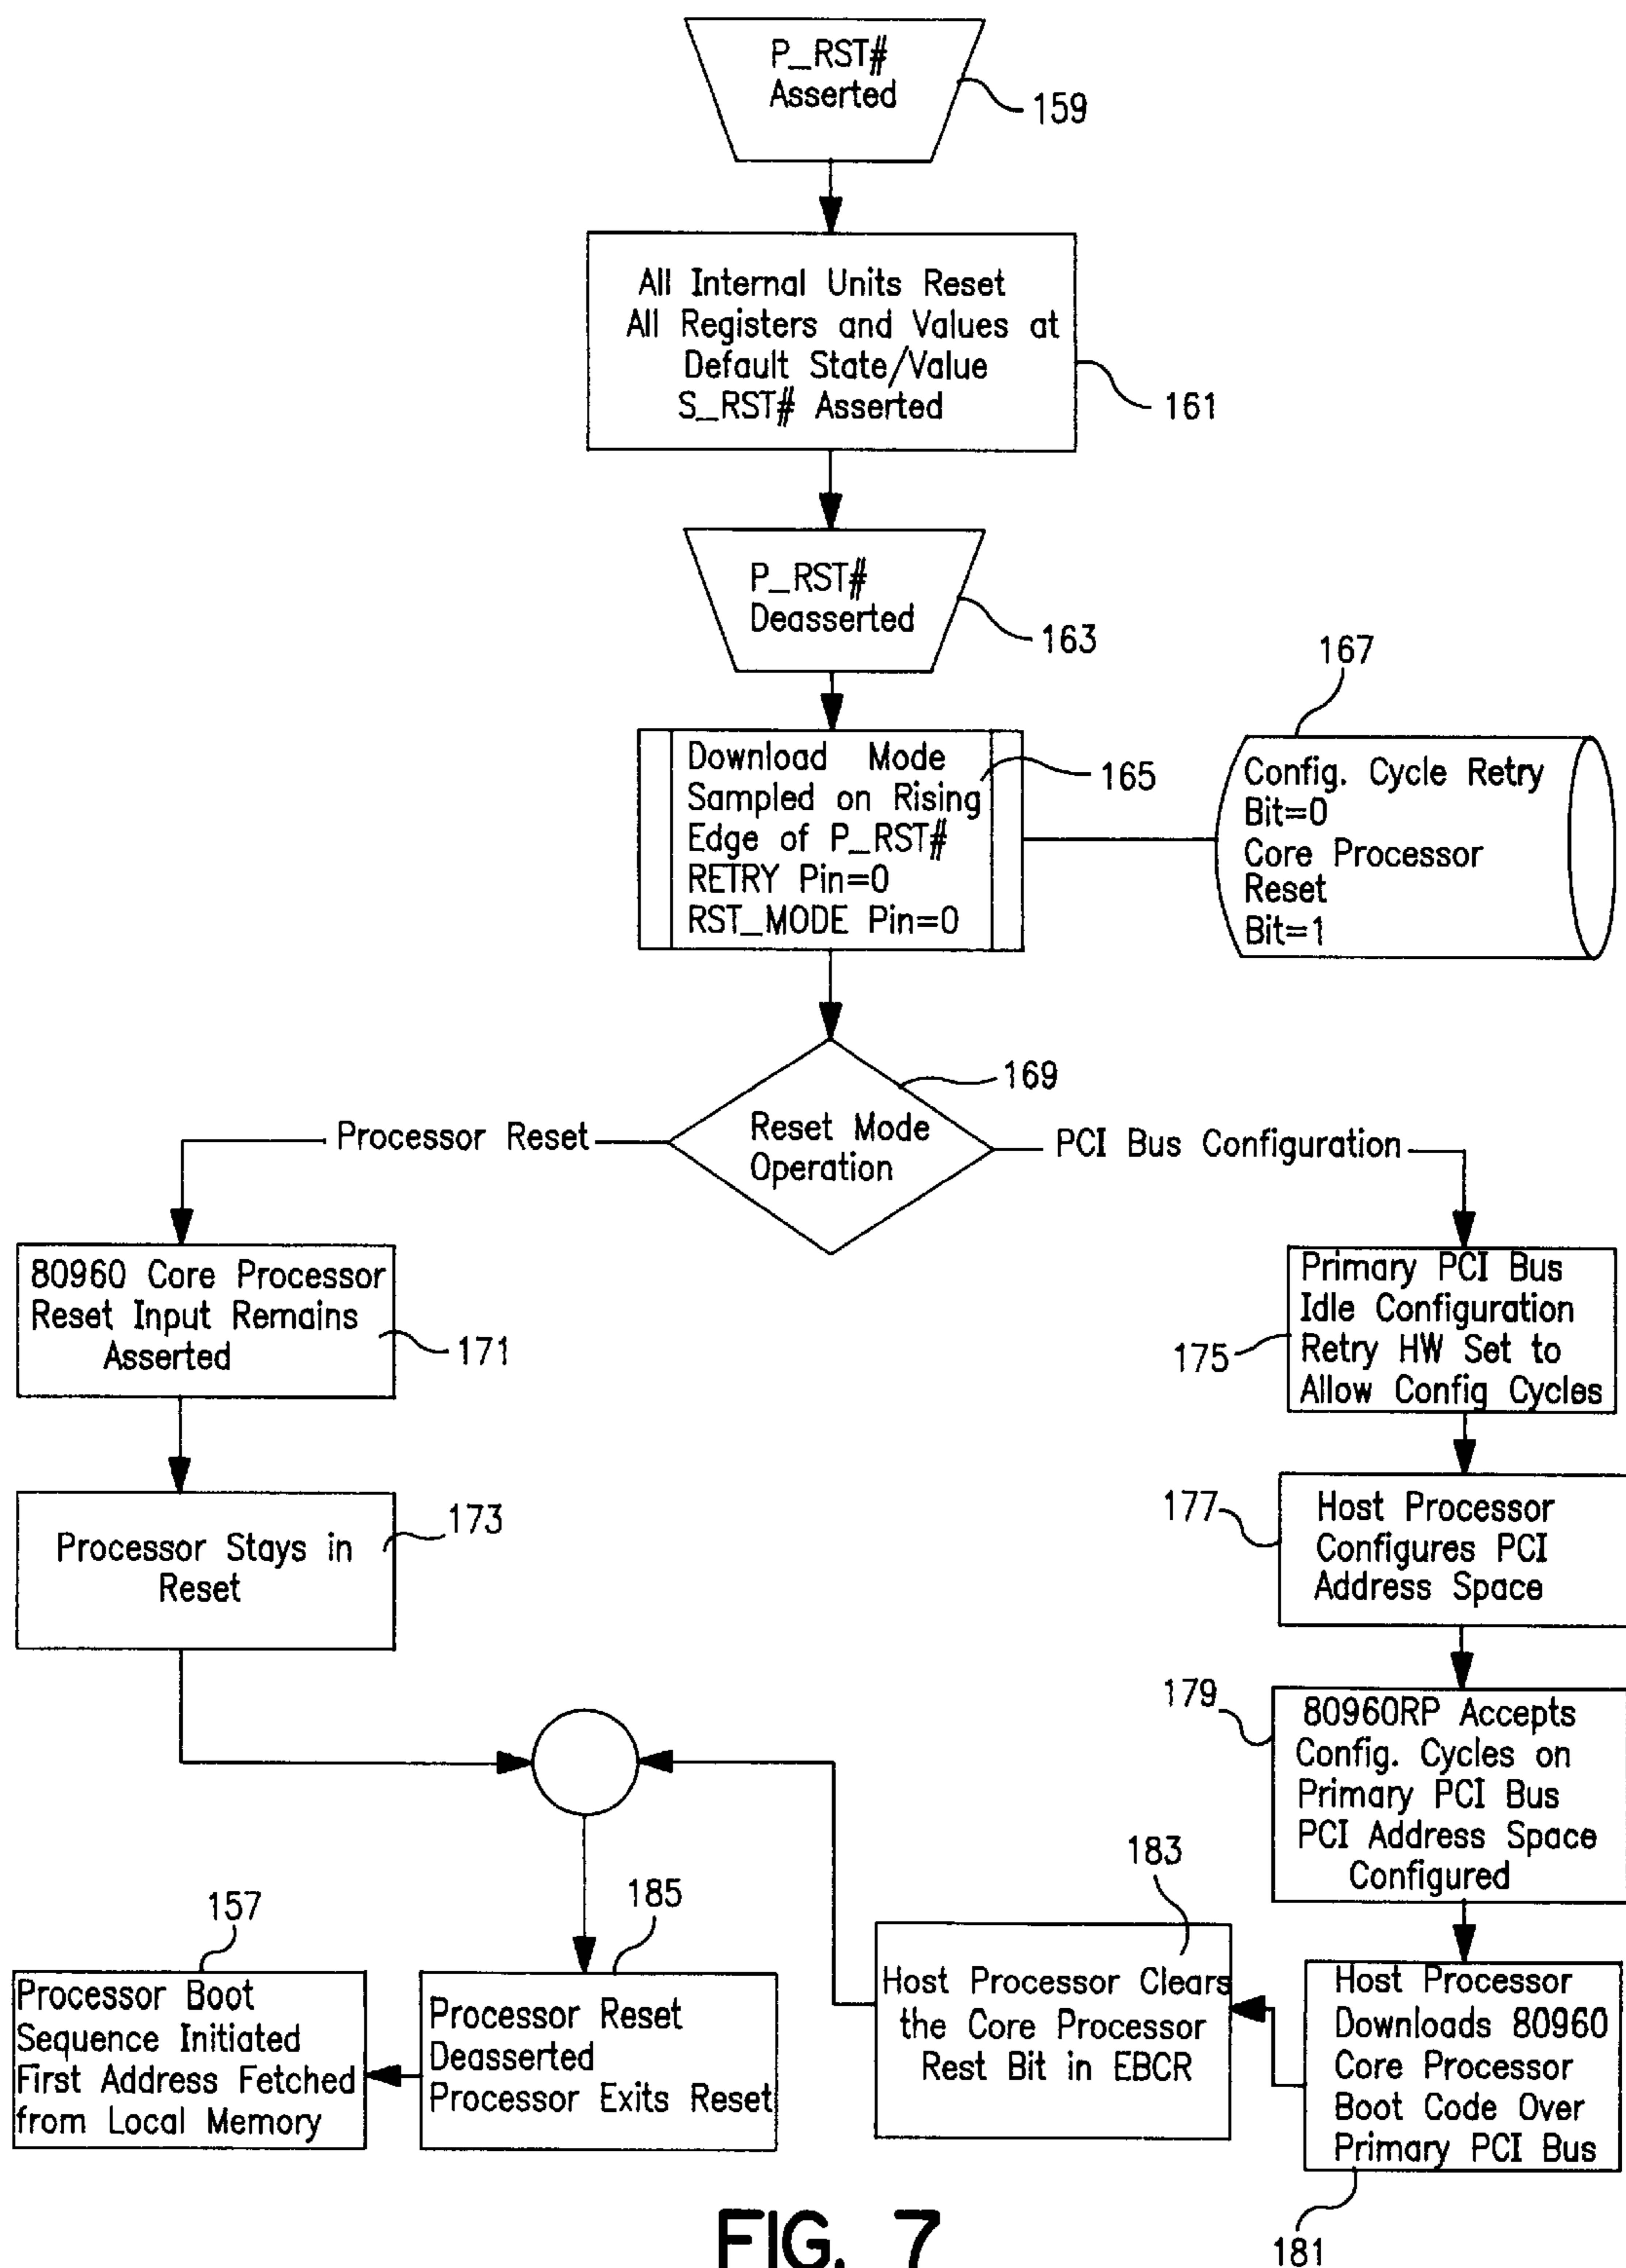 P_RST#
Asserted
159
All Internal Units Reset
All Registers and Values at
Default State/Value
S_RST# Asserted
161
P_RST#
Deasserted
163
Download Mode
Sampled on Rising
Edge of P_RST#
RETRY Pin=0
RST_MODE Pin=0
165
167
Config. Cycle Retry
Bit=0
Core Processor
Reset
Bit=1
169
Reset Mode
Operation
Processor Reset
PCI Bus Configuration
80960 Core Processor
Reset Input Remains
Asserted
171
Processor Stays in
Reset
173
Primary PCI Bus
Idle Configuration
Retry HW Set to
Allow Config Cycles
175
177
Host Processor
Configures PCI
Address Space
179
80960RP Accepts
Config. Cycles on
Primary PCI Bus
PCI Address Space
Configured
Host Processor
Downloads 80960
Core Processor
Boot Code Over
Primary PCI Bus
181
183
Host Processor Clears
the Core Processor
Rest Bit in EBCR
185
Processor Reset
Deasserted
Processor Exits Reset
157
Processor Boot
Sequence Initiated
First Address Fetched
from Local Memory
FIG. 7